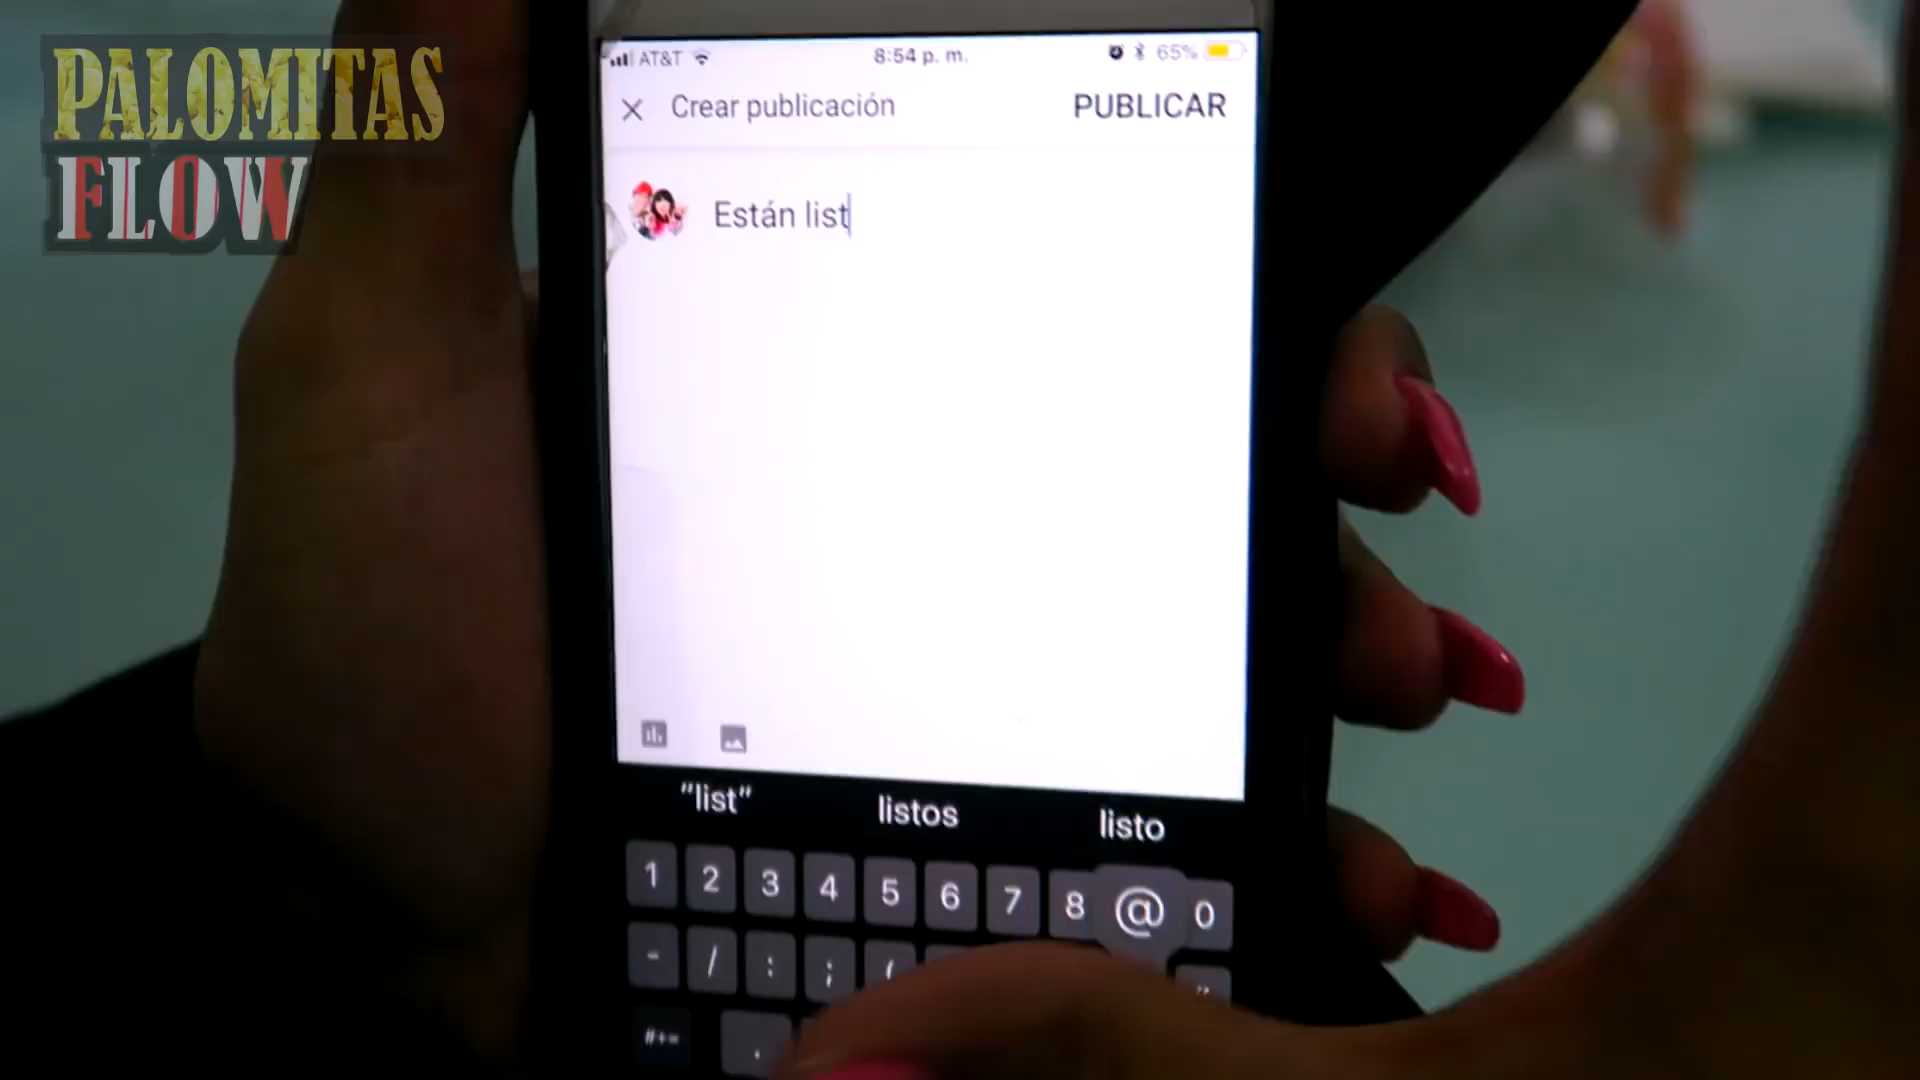 PALOMITAS
FLOW
AT&T 8:54 p. m. 65%
Crear publicación PUBLICAR
Están list
"list" listos listo
1 2 3 4 5 6 7 8 @ 0
- / : ; ( "
#+= .